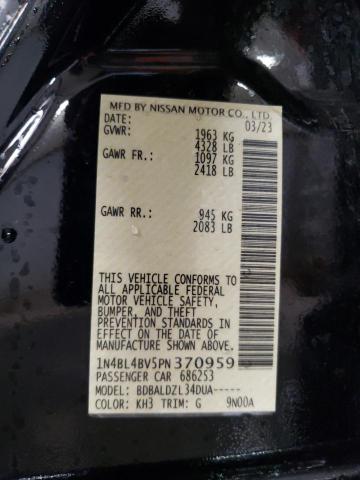 MFD BY NISSAN MOTOR CO., LTD.
DATE: 03/23
GVWR: 1963 KG
4328 LB
GAWR FR: 1097 KG
2418 LB
GAWR RR: 945 KG
2083 LB
THIS VEHICLE CONFORMS TO
ALL APPLICABLE FEDERAL
MOTOR VEHICLE SAFETY,
BUMPER, AND THEFT
PREVENTION STANDARDS IN
EFFECT ON THE DATE OF
MANUFACTURE SHOWN ABOVE.
1N4BL4BV5PN370959
PASSENGER CAR 686253
MODEL: BDBALDZL34DUA-----
COLOR: KH3 TRIM: G 9N00A